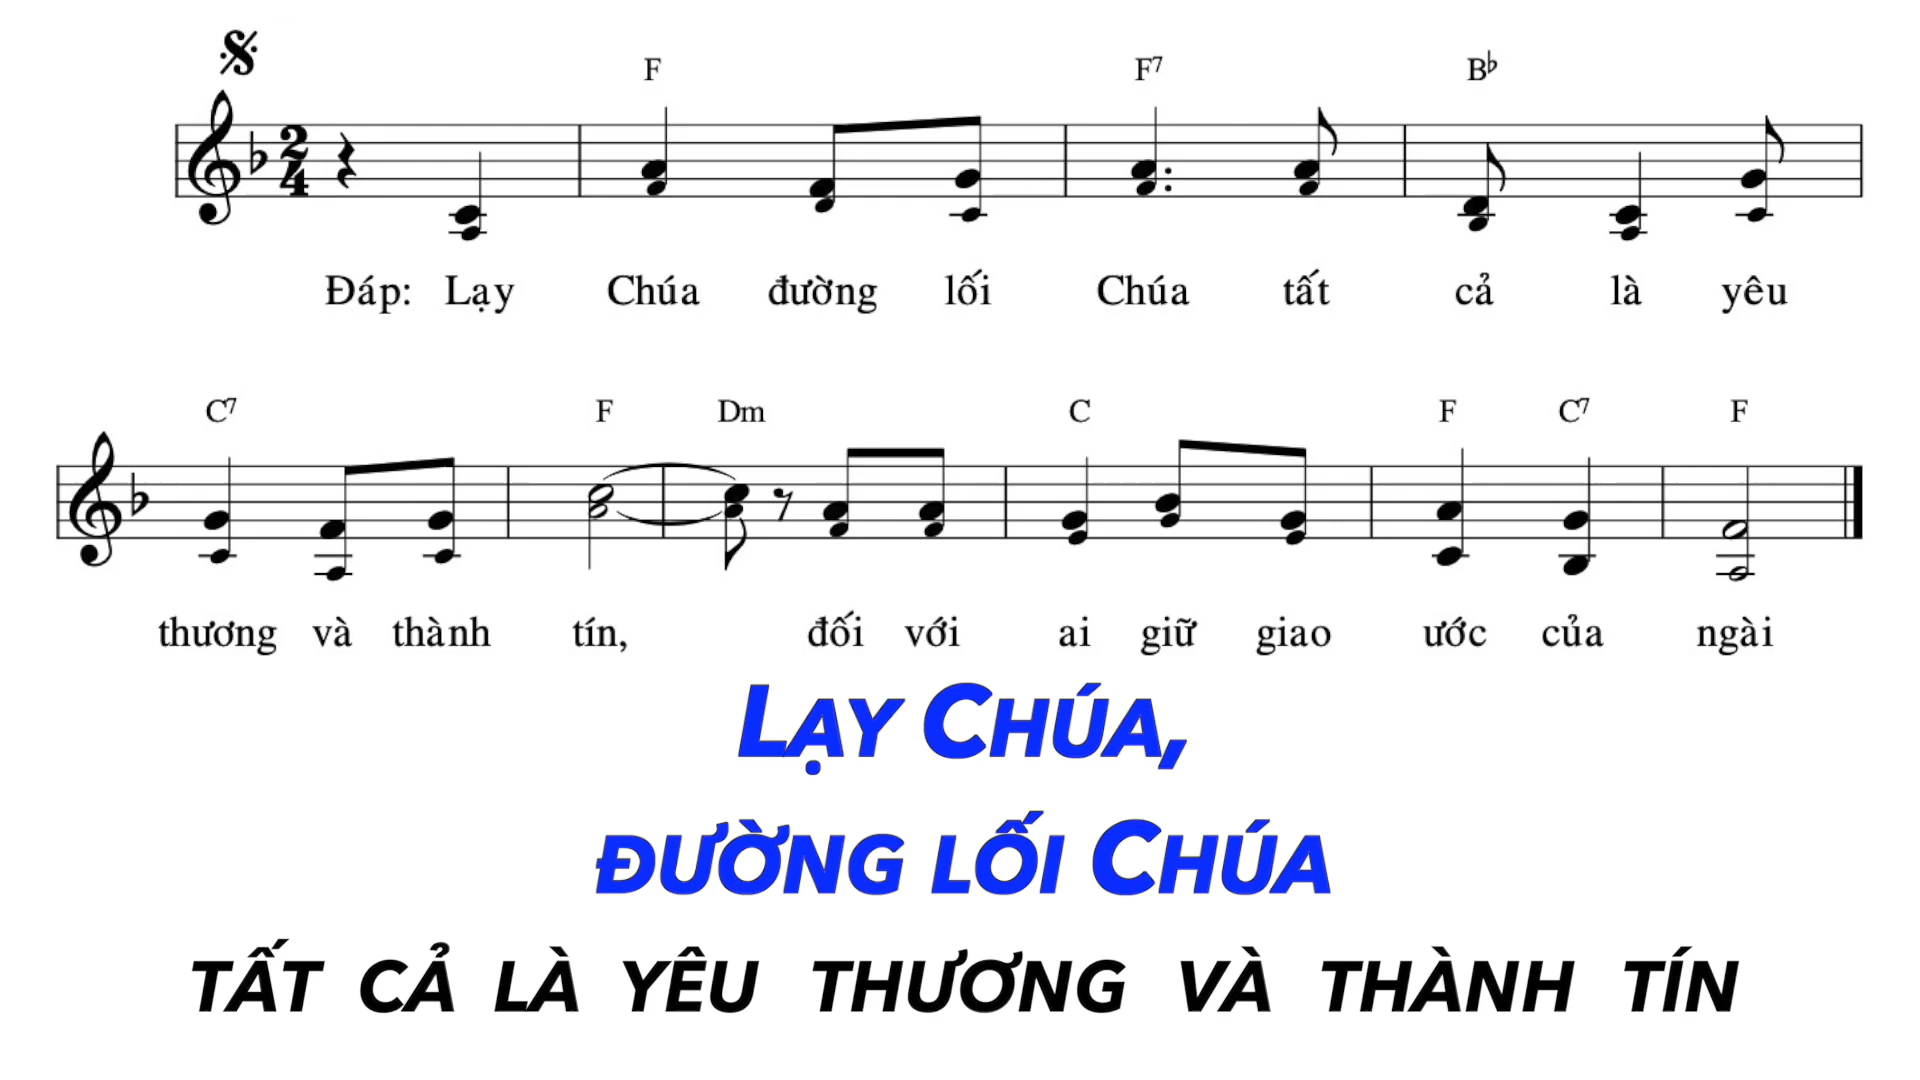 F F7 B♭
2
4
Đáp: Lạy Chúa đường lối Chúa tất cả là yêu
C7 F Dm C F C7 F
thương và thành tín, đối với ai giữ giao ước của ngài
LẠY CHÚA,
ĐƯỜNG LỐI CHÚA
TẤT CẢ LÀ YÊU THƯƠNG VÀ THÀNH TÍN